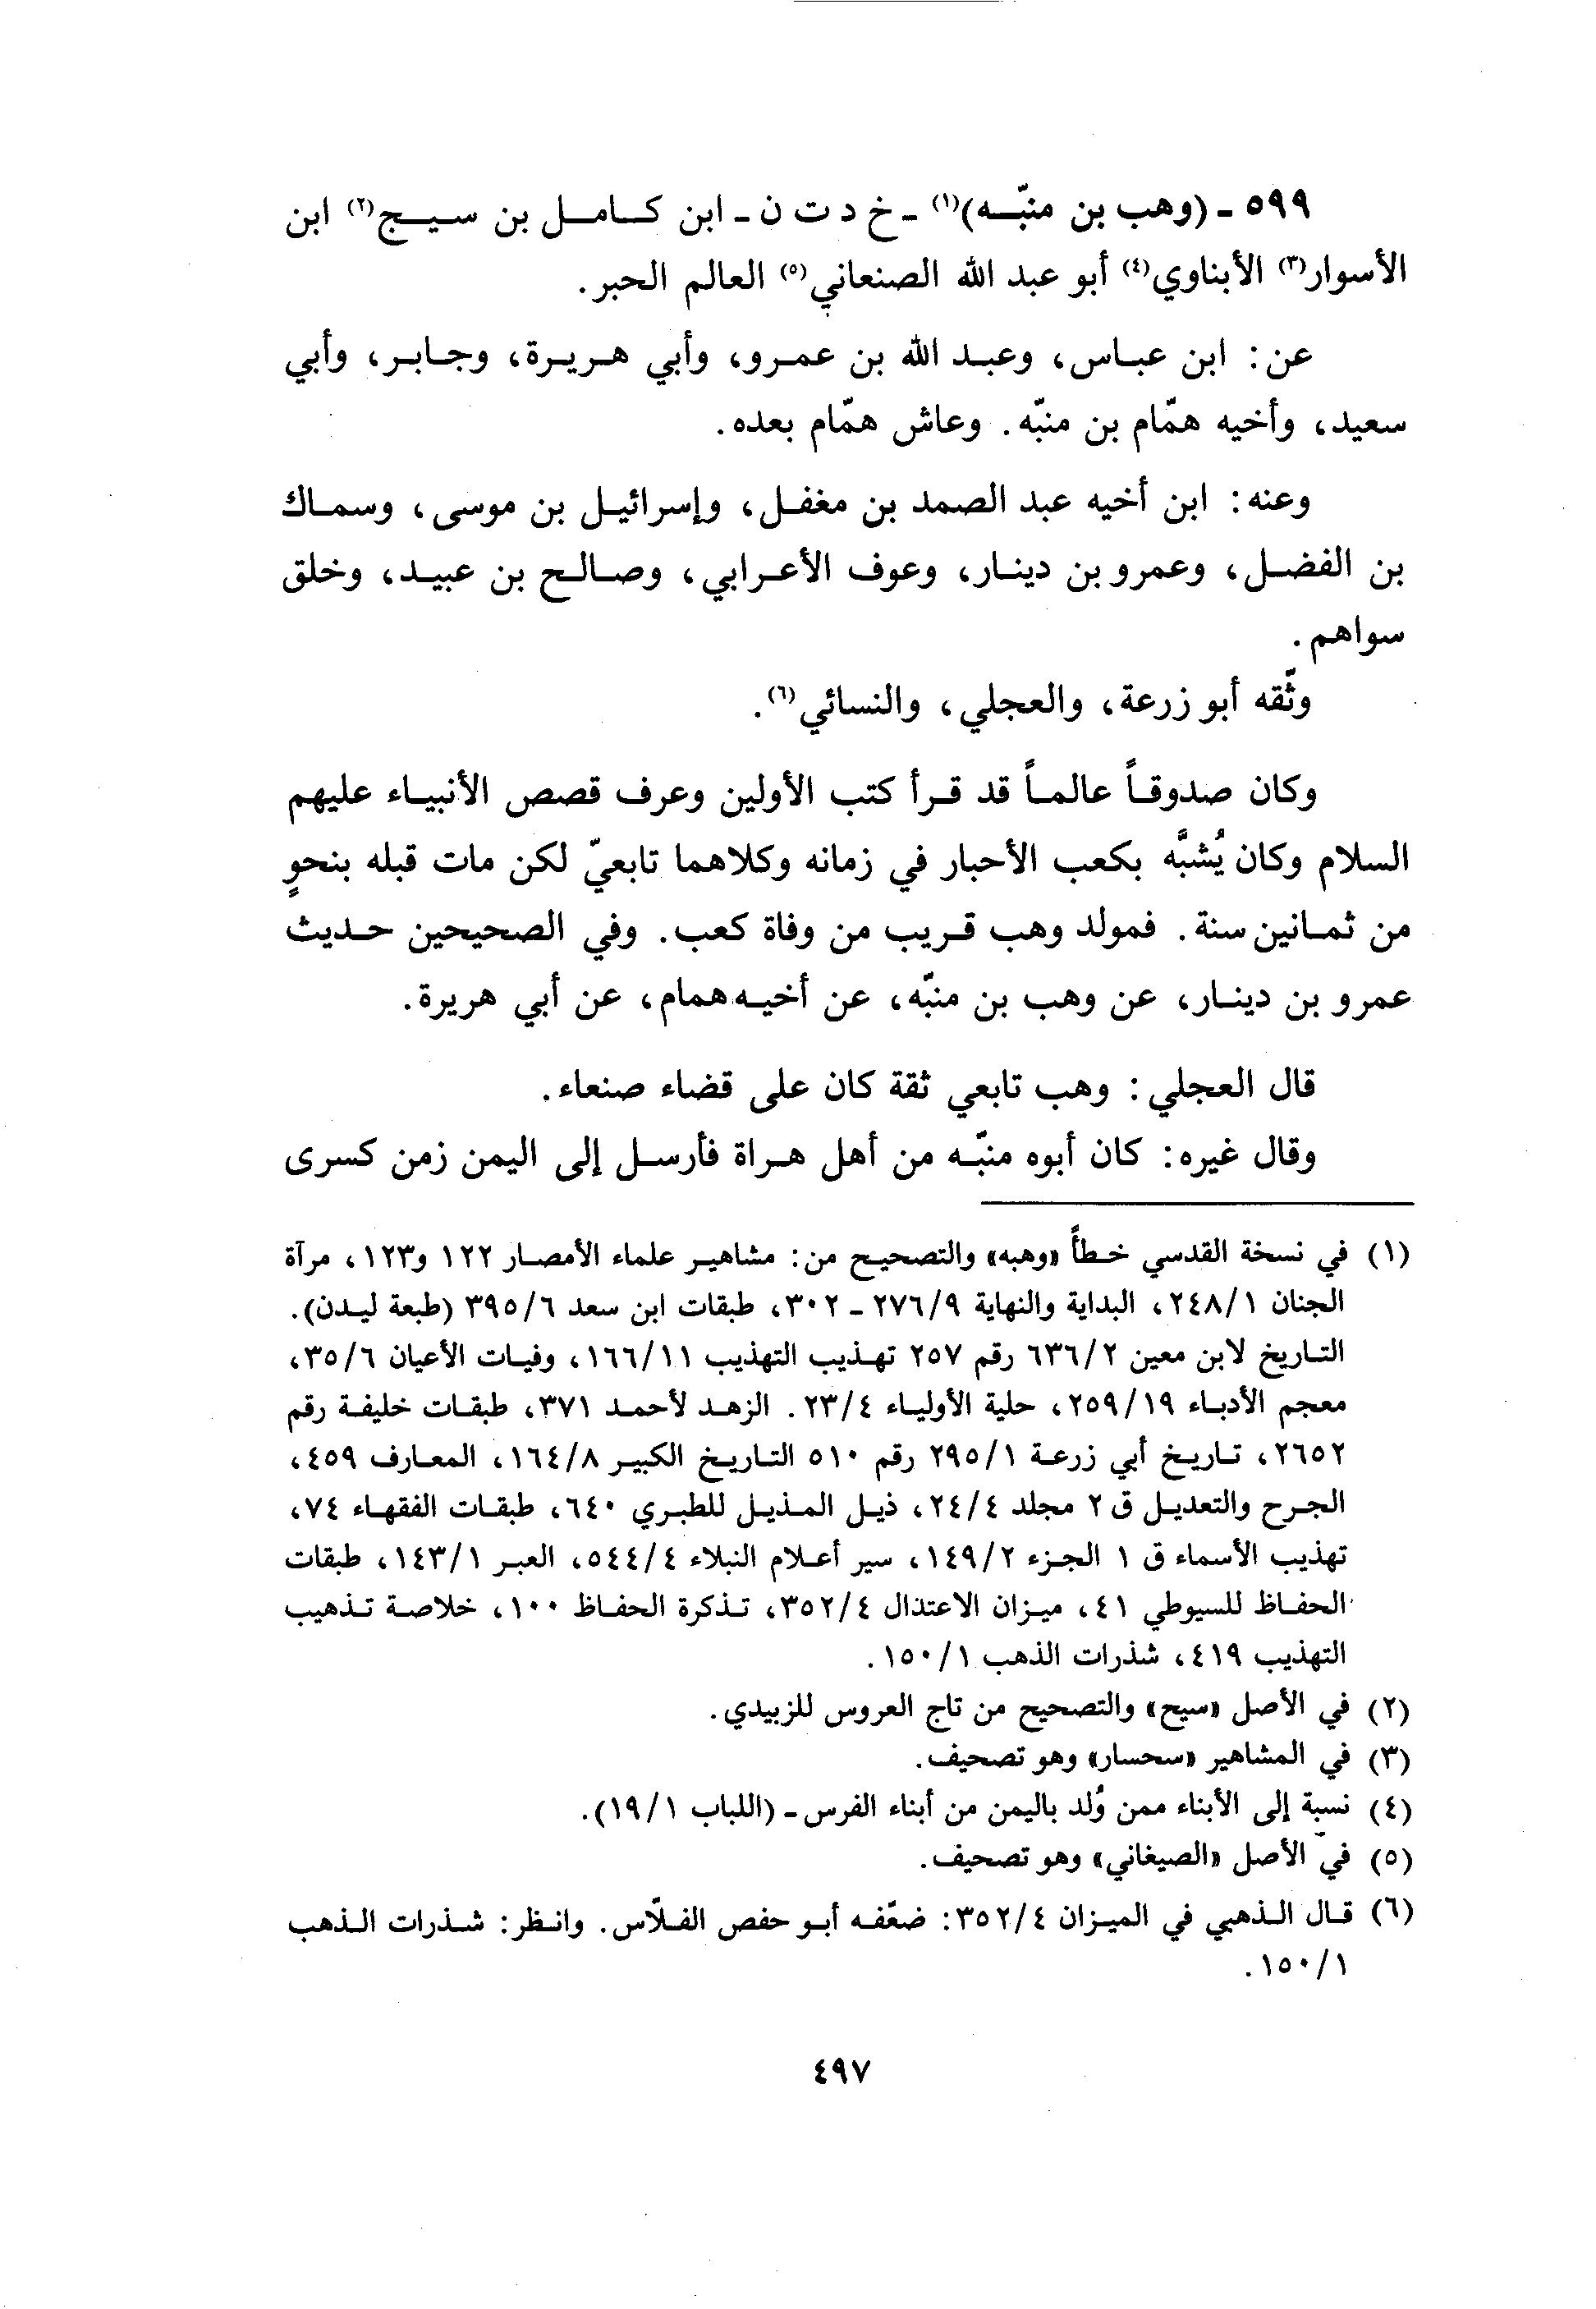 ٥٩٩ - (وهب بن منبّه)(١) - خ د ت ن - ابن كامل بن سيج(٢) ابن
الأسوار(٣) الأبناوي(٤) أبو عبد الله الصنعاني(٥) العالم الحبر.
عن: ابن عباس، وعبد الله بن عمرو، وأبي هريرة، وجابر، وأبي
سعيد، وأخيه همّام بن منبّه. وعاش همّام بعده.
وعنه: ابن أخيه عبد الصمد بن مغفل، وإسرائيل بن موسى، وسماك
بن الفضل، وعمرو بن دينار، وعوف الأعرابي، وصالح بن عبيد، وخلق
سواهم.
وثّقه أبو زرعة، والعجلي، والنسائي(٦).
وكان صدوقاً عالماً قد قرأ كتب الأولين وعرف قصص الأنبياء عليهم
السلام وكان يُشبَّه بكعب الأحبار في زمانه وكلاهما تابعيّ لكن مات قبله بنحوٍ
من ثمانين سنة. فمولد وهب قريب من وفاة كعب. وفي الصحيحين حديث
عمرو بن دينار، عن وهب بن منبّه، عن أخيه همام، عن أبي هريرة.
قال العجلي: وهب تابعي ثقة كان على قضاء صنعاء.
وقال غيره: كان أبوه منبّه من أهل هراة فأرسل إلى اليمن زمن كسرى
(١) في نسخة القدسي خطأ «وهبه» والتصحيح من: مشاهير علماء الأمصار ١٢٢ و١٢٣، مرآة
الجنان ٢٤٨/١، البداية والنهاية ٢٧٦/٩ - ٣٠٢، طبقات ابن سعد ٣٩٥/٦ (طبعة ليدن).
التاريخ لابن معين ٦٣٦/٢ رقم ٢٥٧ تهذيب التهذيب ١٦٦/١١، وفيات الأعيان ٣٥/٦،
معجم الأدباء ٢٥٩/١٩، حلية الأولياء ٢٣/٤. الزهد لأحمد ٣٧١، طبقات خليفة رقم
٢٦٥٢، تاريخ أبي زرعة ٢٩٥/١ رقم ٥١٠ التاريخ الكبير ١٦٤/٨، المعارف ٤٥٩،
الجرح والتعديل ق ٢ مجلد ٢٤/٤، ذيل المذيل للطبري ٦٤٠، طبقات الفقهاء ٧٤،
تهذيب الأسماء ق ١ الجزء ١٤٩/٢، سير أعلام النبلاء ٥٤٤/٤، العبر ١٤٣/١، طبقات
الحفاظ للسيوطي ٤١، ميزان الاعتدال ٣٥٢/٤، تذكرة الحفاظ ١٠٠، خلاصة تذهيب
التهذيب ٤١٩، شذرات الذهب ١٥٠/١.
(٢) في الأصل «سيح» والتصحيح من تاج العروس للزبيدي.
(٣) في المشاهير «سحسار» وهو تصحيف.
(٤) نسبة إلى الأبناء ممن وُلد باليمن من أبناء الفرس - (اللباب ١٩/١).
(٥) في الأصل «الصيغاني» وهو تصحيف.
(٦) قال الذهبي في الميزان ٣٥٢/٤: ضعّفه أبو حفص الفلّاس. وانظر: شذرات الذهب
١٥٠/١.
٤٩٧